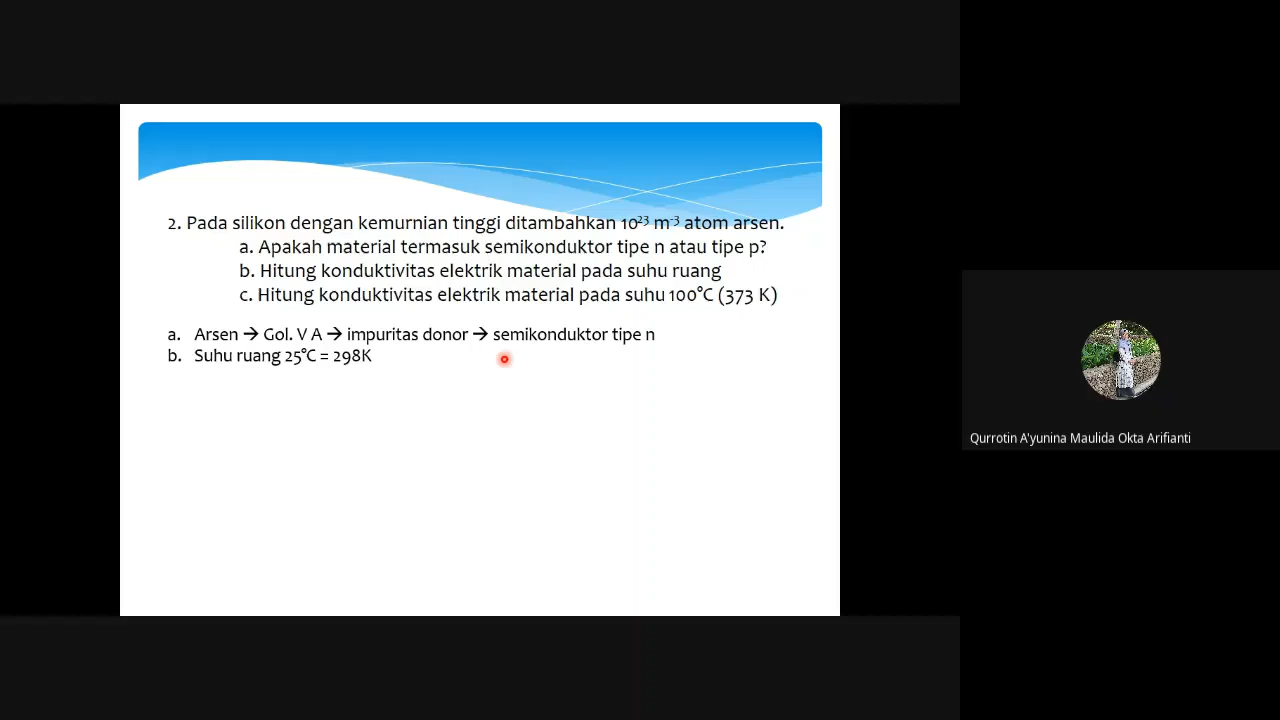 2. Pada silikon dengan kemurnian tinggi ditambahkan 10²³ m⁻³ atom arsen.
a. Apakah material termasuk semikonduktor tipe n atau tipe p?
b. Hitung konduktivitas elektrik material pada suhu ruang
c. Hitung konduktivitas elektrik material pada suhu 100°C (373 K)
a. Arsen → Gol. V A → impuritas donor → semikonduktor tipe n
b. Suhu ruang 25°C = 298K
Qurrotin A'yunina Maulida Okta Arifianti